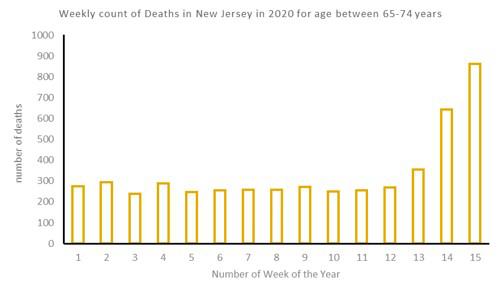 Weekly count of Deaths in New Jersey in 2020 for age between 65-74 years
1000
900
800
700
600
500
400
300
200
100
0
number of deaths
1 2 3 4 5 6 7 8 9 10 11 12 13 14 15
Number of Week of the Year